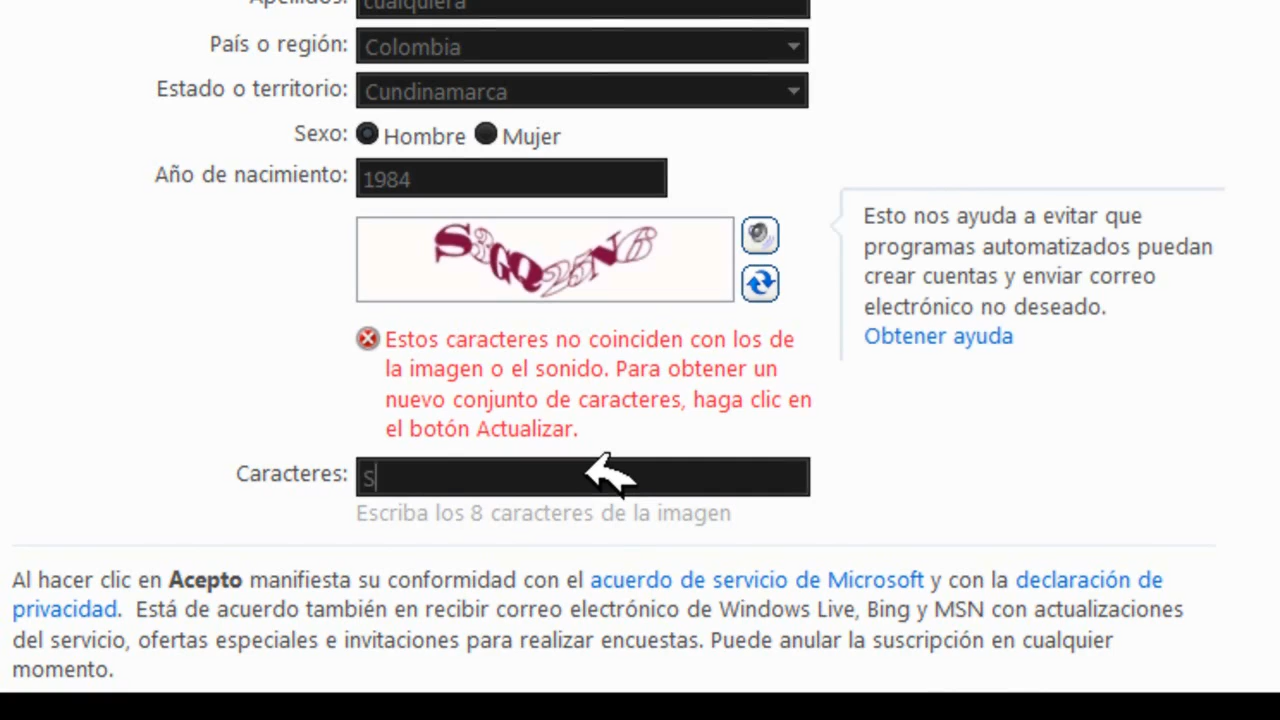 Apellidos: cualquiera
País o región: Colombia
Estado o territorio: Cundinamarca
Sexo: Hombre Mujer
Año de nacimiento: 1984
S3GQ25N6
Esto nos ayuda a evitar que
programas automatizados puedan
crear cuentas y enviar correo
electrónico no deseado.
Obtener ayuda
Estos caracteres no coinciden con los de
la imagen o el sonido. Para obtener un
nuevo conjunto de caracteres, haga clic en
el botón Actualizar.
Caracteres: S
Escriba los 8 caracteres de la imagen
Al hacer clic en Acepto manifiesta su conformidad con el acuerdo de servicio de Microsoft y con la declaración de
privacidad. Está de acuerdo también en recibir correo electrónico de Windows Live, Bing y MSN con actualizaciones
del servicio, ofertas especiales e invitaciones para realizar encuestas. Puede anular la suscripción en cualquier
momento.